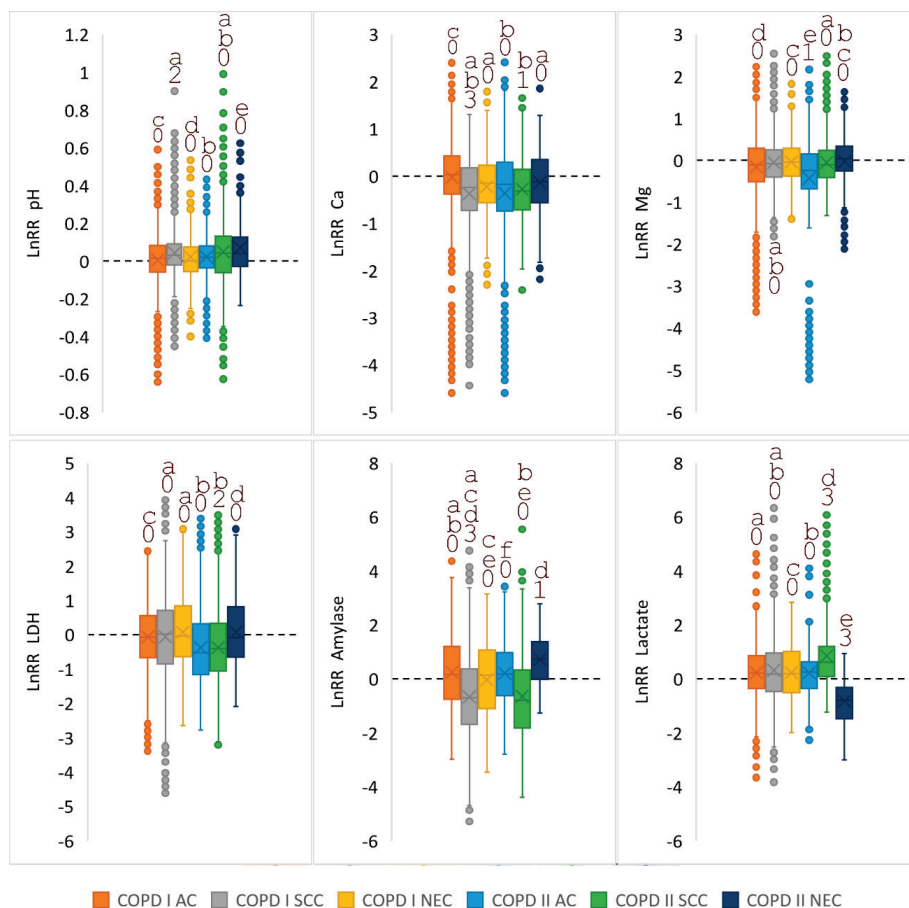 LnRR pH
1.2
1
0.8
0.6
0.4
0.2
0
-0.2
-0.4
-0.6
-0.8
c
0
a
2
d
0
b
0
a
b
0
e
0
LnRR Ca
3
2
1
0
-1
-2
-3
-4
-5
c
0
a
b
3
a
0
b
0
b
1
a
0
LnRR Mg
3
2
1
0
-1
-2
-3
-4
-5
-6
d
0
a
b
0
c
0
e
1
a
0
b
c
0
LnRR LDH
5
4
3
2
1
0
-1
-2
-3
-4
-5
-6
c
0
a
0
a
0
b
0
b
2
d
0
LnRR Amylase
8
6
4
2
0
-2
-4
-6
a
b
0
a
c
d
3
c
e
0
f
0
b
e
0
d
1
LnRR Lactate
8
6
4
2
0
-2
-4
-6
a
0
a
b
0
c
0
b
0
d
3
e
3
COPD I AC COPD I SCC COPD I NEC COPD II AC COPD II SCC COPD II NEC